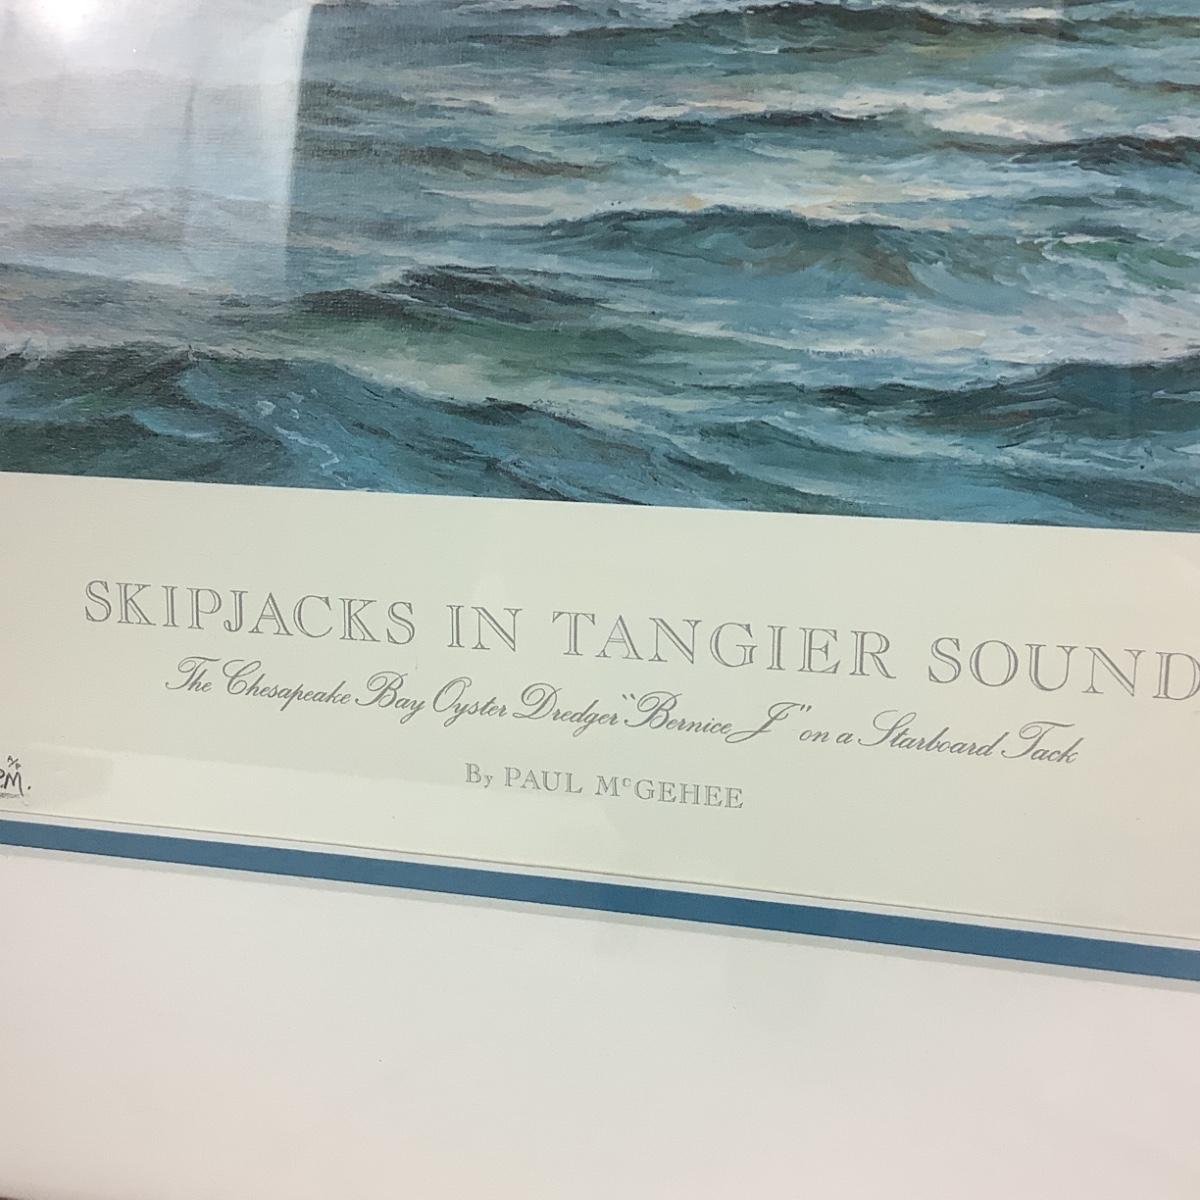 SKIPJACKS IN TANGIER SOUND
The Chesapeake Bay Oyster Dredger "Bernice J" on a Starboard Tack
By PAUL McGEHEE
A/P
P.M.